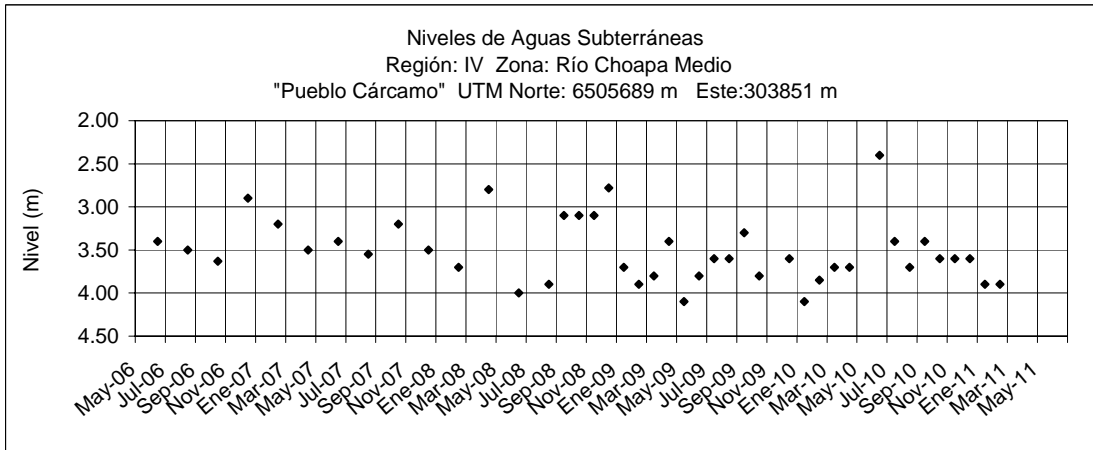 Niveles de Aguas Subterráneas
Región: IV  Zona: Río Choapa Medio
"Pueblo Cárcamo"  UTM Norte: 6505689 m   Este:303851 m
Nivel (m)
2.00
2.50
3.00
3.50
4.00
4.50
May-06
Jul-06
Sep-06
Nov-06
Ene-07
Mar-07
May-07
Jul-07
Sep-07
Nov-07
Ene-08
Mar-08
May-08
Jul-08
Sep-08
Nov-08
Ene-09
Mar-09
May-09
Jul-09
Sep-09
Nov-09
Ene-10
Mar-10
May-10
Jul-10
Sep-10
Nov-10
Ene-11
Mar-11
May-11